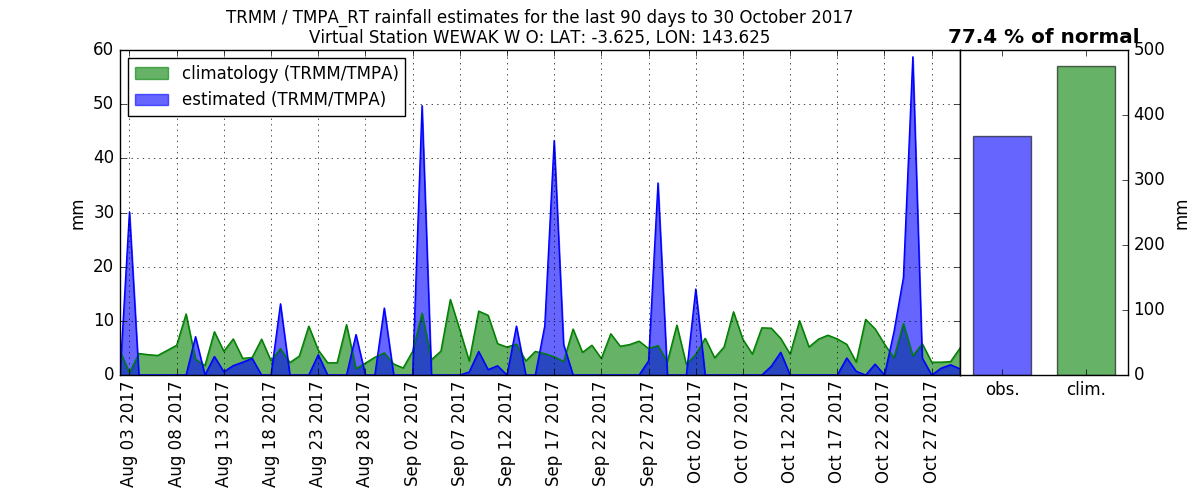 TRMM / TMPA_RT rainfall estimates for the last 90 days to 30 October 2017
Virtual Station WEWAK W O: LAT: -3.625, LON: 143.625
77.4 % of normal
climatology (TRMM/TMPA)
estimated (TRMM/TMPA)
60
50
40
30
20
10
0
mm
Aug 03 2017
Aug 08 2017
Aug 13 2017
Aug 18 2017
Aug 23 2017
Aug 28 2017
Sep 02 2017
Sep 07 2017
Sep 12 2017
Sep 17 2017
Sep 22 2017
Sep 27 2017
Oct 02 2017
Oct 07 2017
Oct 12 2017
Oct 17 2017
Oct 22 2017
Oct 27 2017
obs.
clim.
500
400
300
200
100
0
mm